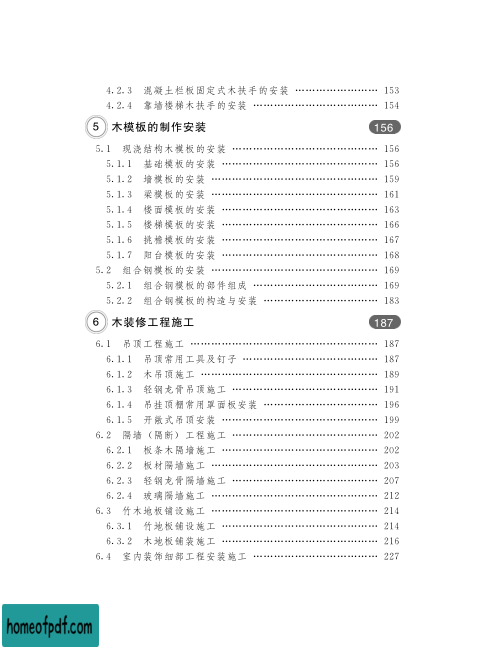 4.2.3 混凝土栏板固定式木扶手的安装 …………………… 153
4.2.4 靠墙楼梯木扶手的安装 ……………………………… 154
5 木模板的制作安装 156
5.1 现浇结构木模板的安装 …………………………………… 156
5.1.1 基础模板的安装 ……………………………………… 156
5.1.2 墙模板的安装 ………………………………………… 159
5.1.3 梁模板的安装 ………………………………………… 161
5.1.4 楼面模板的安装 ……………………………………… 163
5.1.5 楼梯模板的安装 ……………………………………… 166
5.1.6 挑檐模板的安装 ……………………………………… 167
5.1.7 阳台模板的安装 ……………………………………… 168
5.2 组合钢模板的安装 ………………………………………… 169
5.2.1 组合钢模板的部件组成 ……………………………… 169
5.2.2 组合钢模板的构造与安装 …………………………… 183
6 木装修工程施工 187
6.1 吊顶工程施工 ……………………………………………… 187
6.1.1 吊顶常用工具及钉子 ………………………………… 187
6.1.2 木吊顶施工 …………………………………………… 189
6.1.3 轻钢龙骨吊顶施工 …………………………………… 191
6.1.4 吊挂顶棚常用罩面板安装 …………………………… 196
6.1.5 开敞式吊顶安装 ……………………………………… 199
6.2 隔墙（隔断）工程施工 …………………………………… 202
6.2.1 板条木隔墙施工 ……………………………………… 202
6.2.2 板材隔墙施工 ………………………………………… 203
6.2.3 轻钢龙骨隔墙施工 …………………………………… 207
6.2.4 玻璃隔墙施工 ………………………………………… 212
6.3 竹木地板铺设施工 ………………………………………… 214
6.3.1 竹地板铺设施工 ……………………………………… 214
6.3.2 木地板铺装施工 ……………………………………… 216
6.4 室内装饰细部工程安装施工 ……………………………… 227
homeofpdf.com